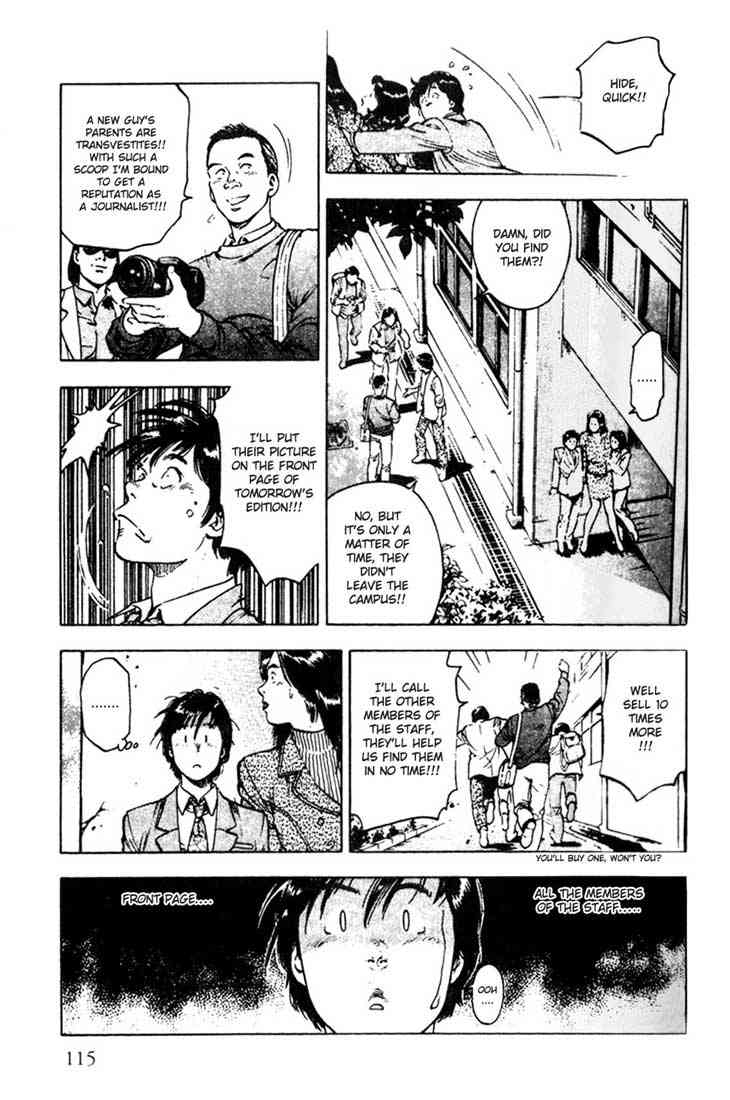 HIDE,
QUICK!!
DAMN, DID
YOU FIND
THEM?!
NO, BUT
IT'S ONLY A
MATTER OF
TIME, THEY
DIDN'T
LEAVE THE
CAMPUS!!
......
A NEW GUY'S
PARENTS ARE
TRANSVESTITES!!
WITH SUCH A
SCOOP I'M BOUND
TO GET A
REPUTATION AS
A JOURNALIST!!!
I'LL PUT
THEIR PICTURE
ON THE FRONT
PAGE OF
TOMORROW'S
EDITION!!!
WELL
SELL 10
TIMES
MORE
!!!
I'LL CALL
THE OTHER
MEMBERS OF
THE STAFF,
THEY'LL HELP
US FIND THEM
IN NO TIME!!!
YOU'LL BUY ONE, WON'T YOU?
........
ALL THE MEMBERS
OF THE STAFF.....
FRONT PAGE....
OOH
....
115